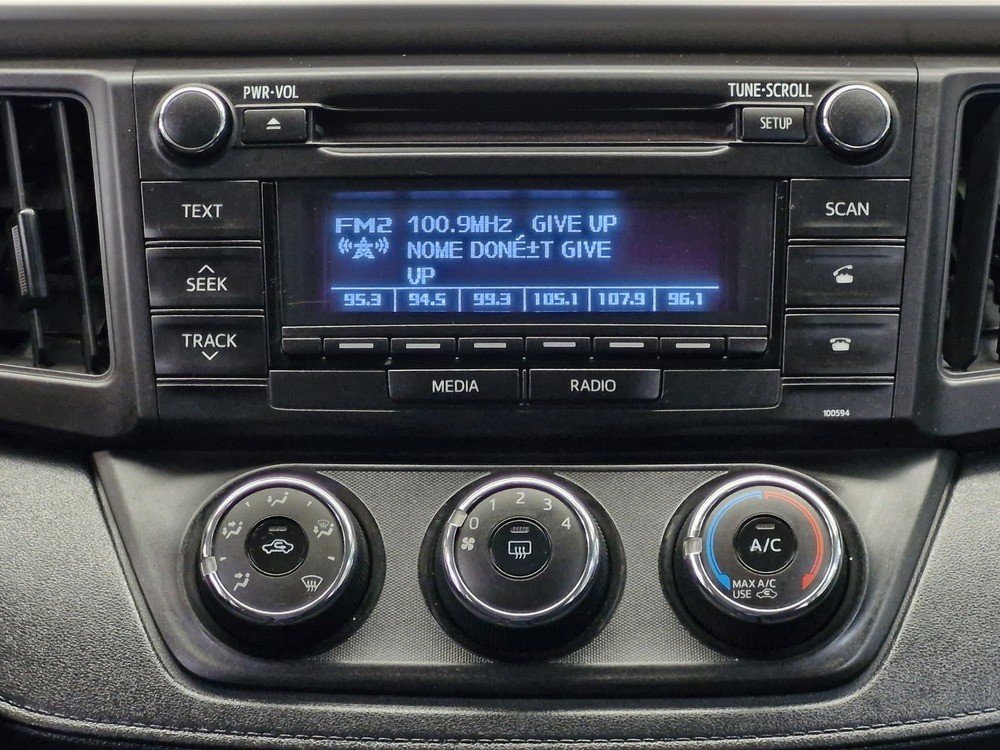 PWR·VOL
TUNE·SCROLL
SETUP
TEXT
SCAN
FM2 100.9MHz GIVE UP
NOME DONÉ±T GIVE
UP
SEEK
95.3 94.5 99.3 105.1 107.9 96.1
TRACK
MEDIA RADIO
100594
0 1 2 3 4
A/C
MAX A/C
USE